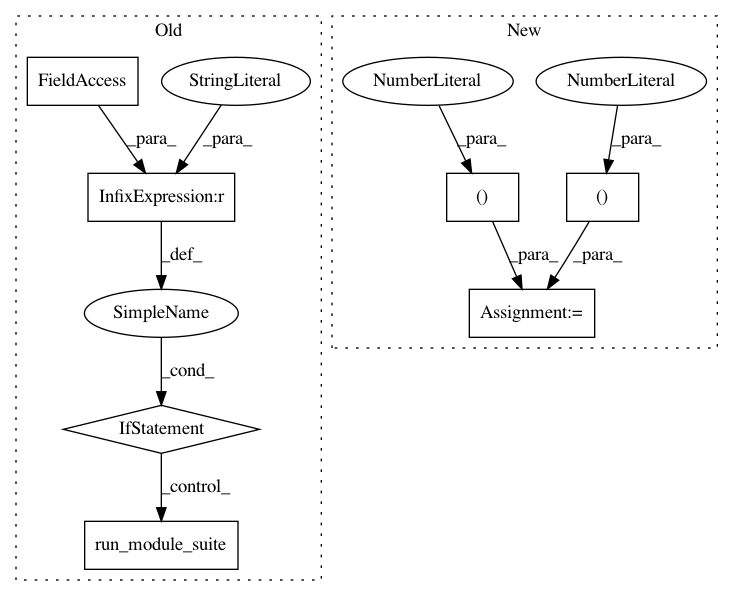 Old
New
FieldAccess
StringLiteral
NumberLiteral
NumberLiteral
_para_
_para_
_para_
_para_
InfixExpression:r
()
()
_def_
_para_
_para_
SimpleName
Assignment:=
_cond_
IfStatement
_control_
run_module_suite